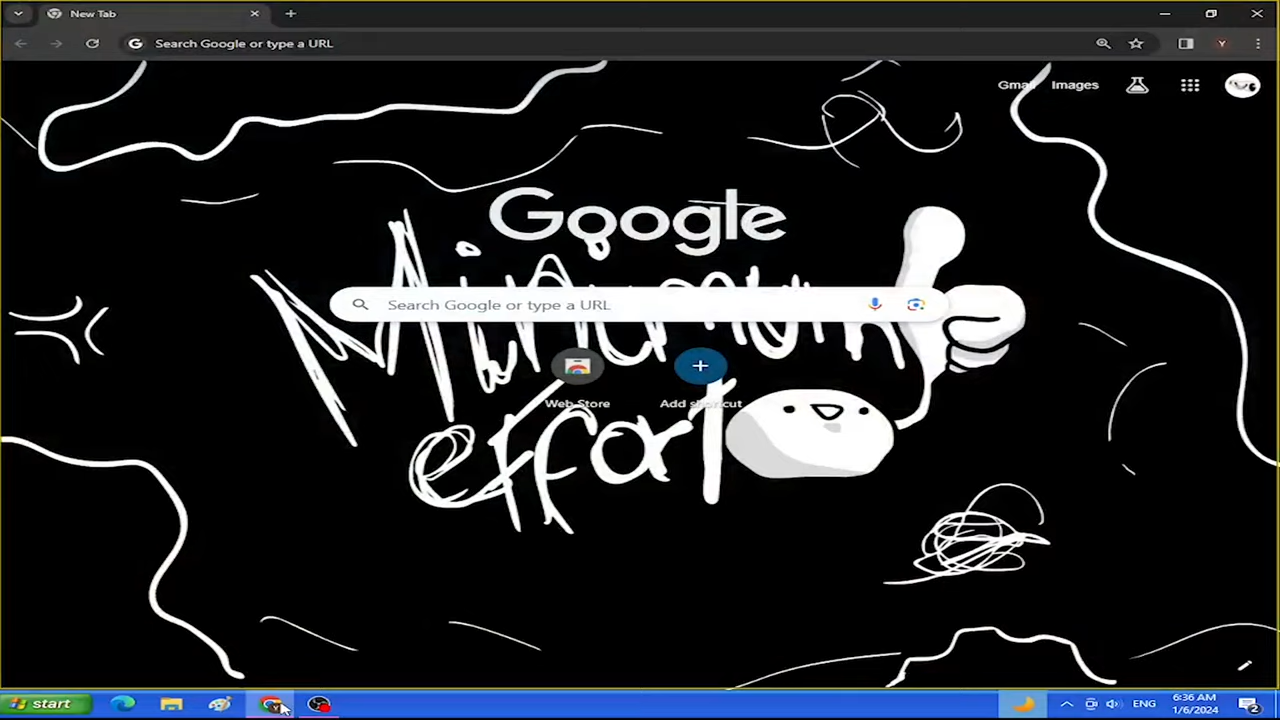 New Tab
Search Google or type a URL
Gmail Images
Google
Minimum
Search Google or type a URL
Web Store Add shortcut
effort
start
ENG
6:36 AM
1/6/2024
2